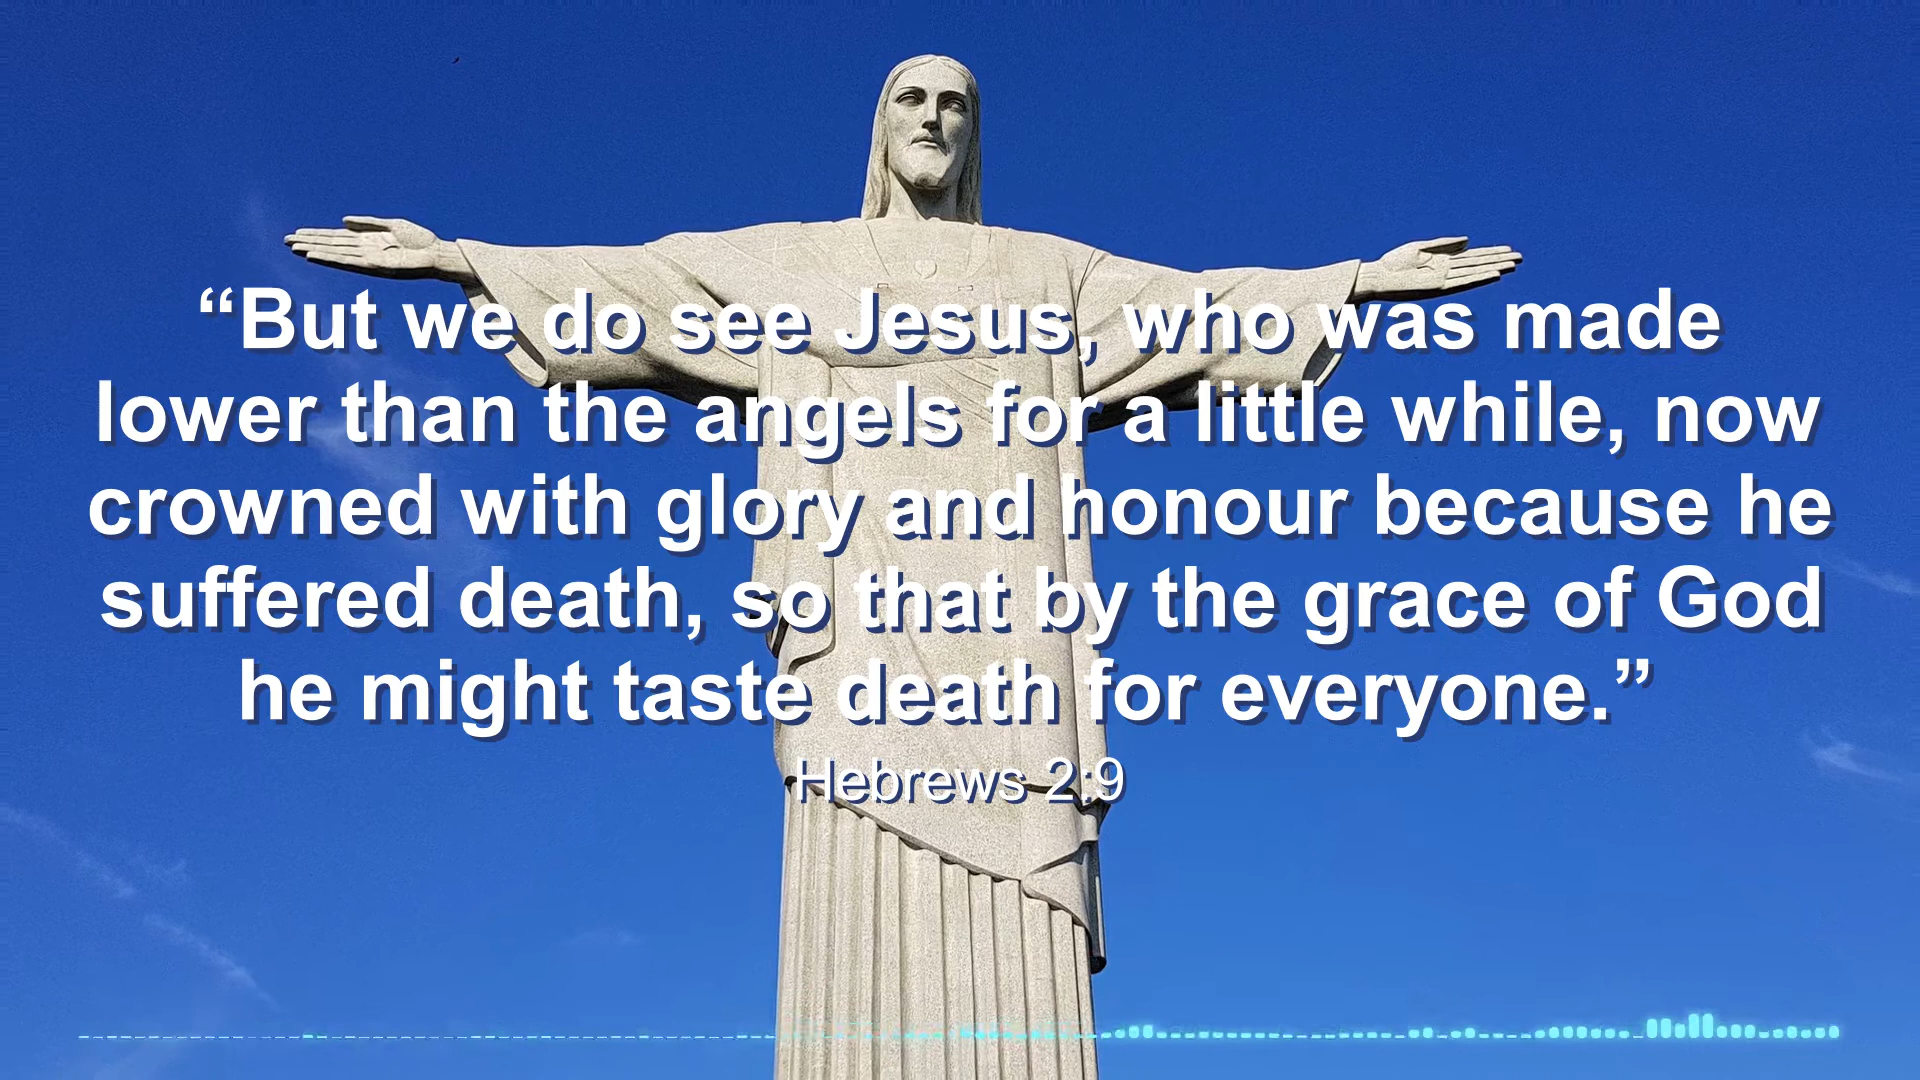 “But we do see Jesus, who was made
lower than the angels for a little while, now
crowned with glory and honour because he
suffered death, so that by the grace of God
he might taste death for everyone.”
Hebrews 2:9